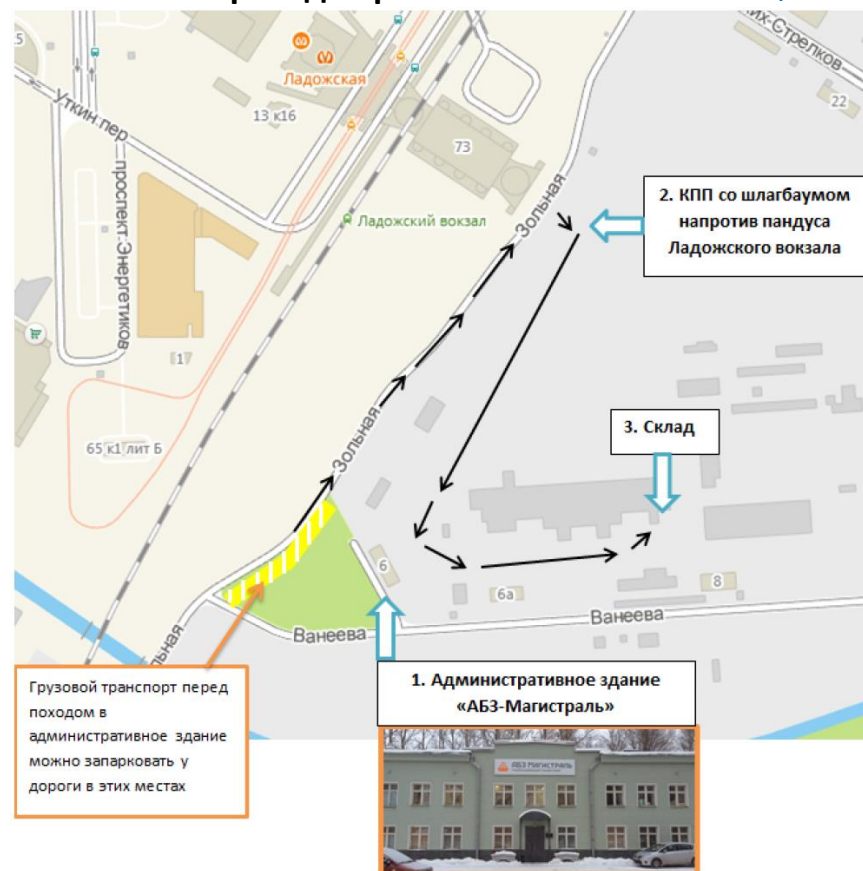 Ладожская
Уткин пер
13 к16
73
22
15
проспект Энергетиков
Ладожский вокзал
Зольная
2. КПП со шлагбаумом
напротив пандуса
Ладожского вокзала
17
65 к1 лит Б
Зольная
3. Склад
6
6а
8
Ванеева
Ванеева
Грузовой транспорт перед
походом в
административное здание
можно запарковать у
дороги в этих местах
1. Административное здание
«АБЗ-Магистраль»
АБЗ МАГИСТРАЛЬ